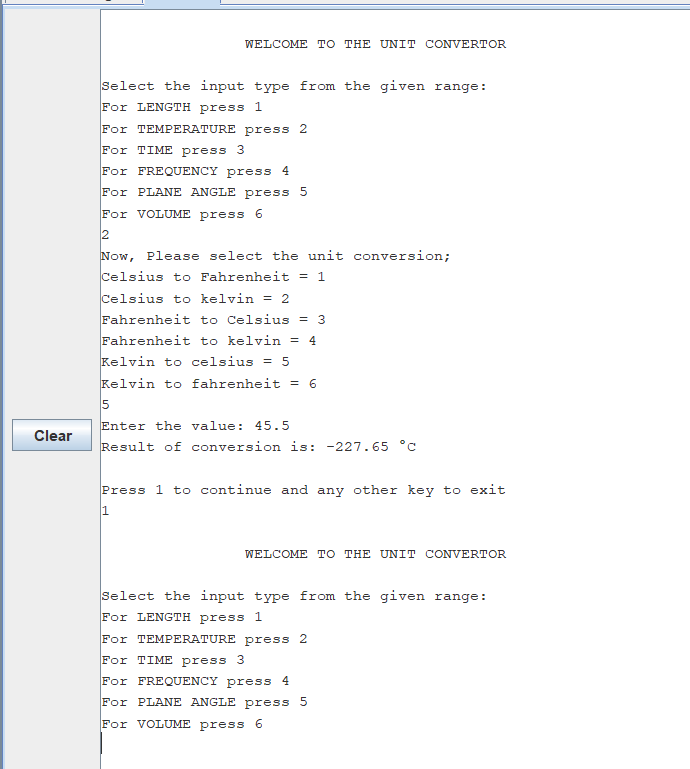 WELCOME TO THE UNIT CONVERTOR
Select the input type from the given range:
For LENGTH press 1
For TEMPERATURE press 2
For TIME press 3
For FREQUENCY press 4
For PLANE ANGLE press 5
For VOLUME press 6
2
Now, Please select the unit conversion;
Celsius to Fahrenheit = 1
Celsius to kelvin = 2
Fahrenheit to Celsius = 3
Fahrenheit to kelvin = 4
Kelvin to celsius = 5
Kelvin to fahrenheit = 6
5
Clear
Enter the value: 45.5
Result of conversion is: -227.65 °C
Press 1 to continue and any other key to exit
1
WELCOME TO THE UNIT CONVERTOR
Select the input type from the given range:
For LENGTH press 1
For TEMPERATURE press 2
For TIME press 3
For FREQUENCY press 4
For PLANE ANGLE press 5
For VOLUME press 6